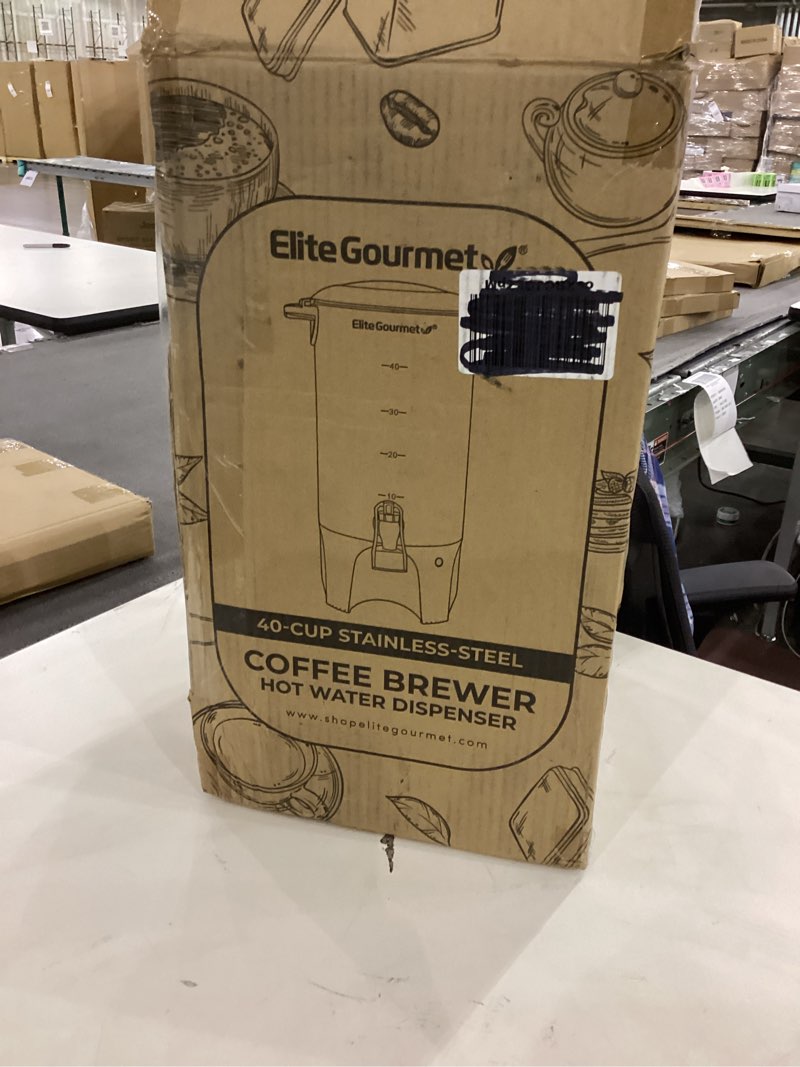 Elite Gourmet®
Elite Gourmet®
40
30
20
10
40-CUP STAINLESS-STEEL
COFFEE BREWER
HOT WATER DISPENSER
www.shopelitegourmet.com